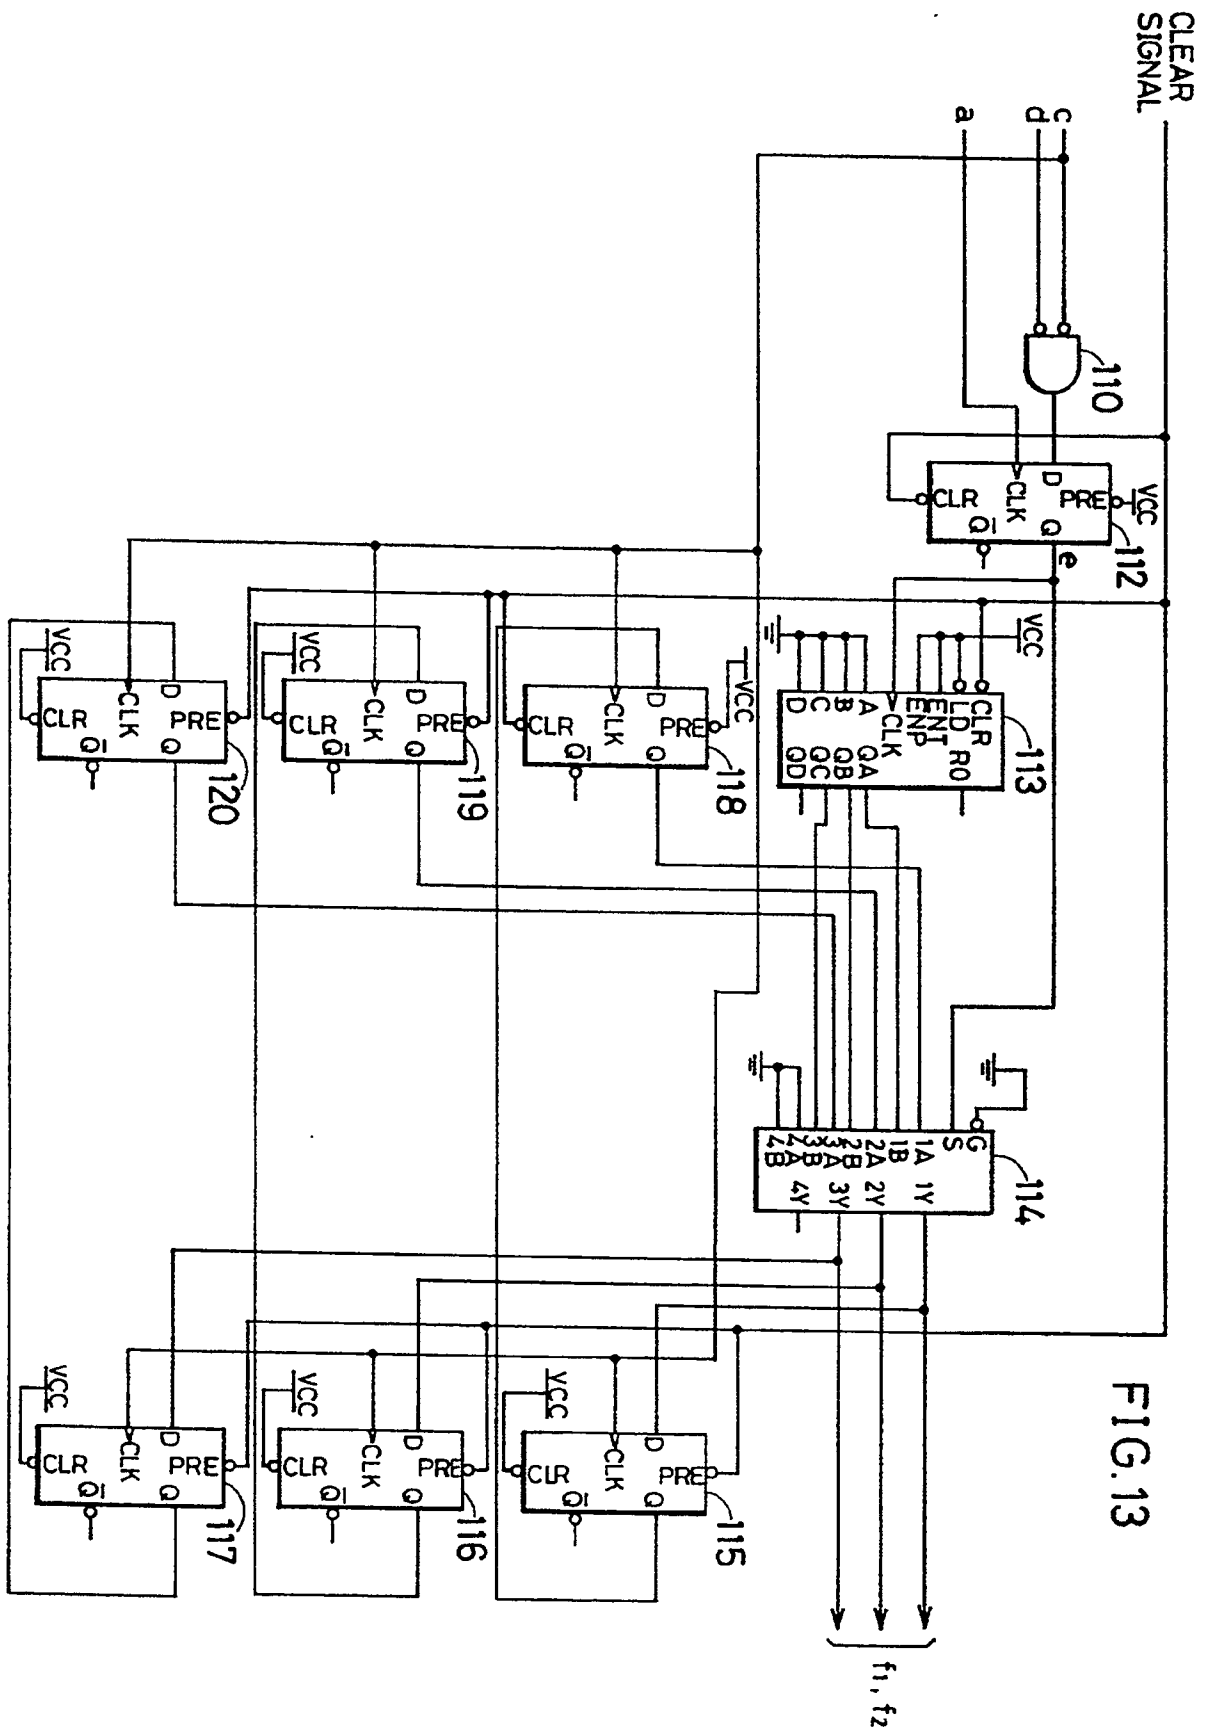 FIG.13
CLEAR
SIGNAL
c
d
a
110
VCC
112
D
PRE
CLK
CLR
Q
Q̄
e
VCC
113
CLR
LD RO
ENT
ENP
CLK
A QA
B QB
C QC
D QD
114
G
S
1A 1Y
1B
2A 2Y
2B
3A 3Y
3B
4A 4Y
4B
f1, f2
VCC
118
D
PRE
CLK
CLR
Q
Q̄
VCC
119
D
PRE
CLK
CLR
Q
Q̄
VCC
120
D
PRE
CLK
CLR
Q
Q̄
VCC
115
D
PRE
CLK
CLR
Q
Q̄
VCC
116
D
PRE
CLK
CLR
Q
Q̄
VCC
117
D
PRE
CLK
CLR
Q
Q̄